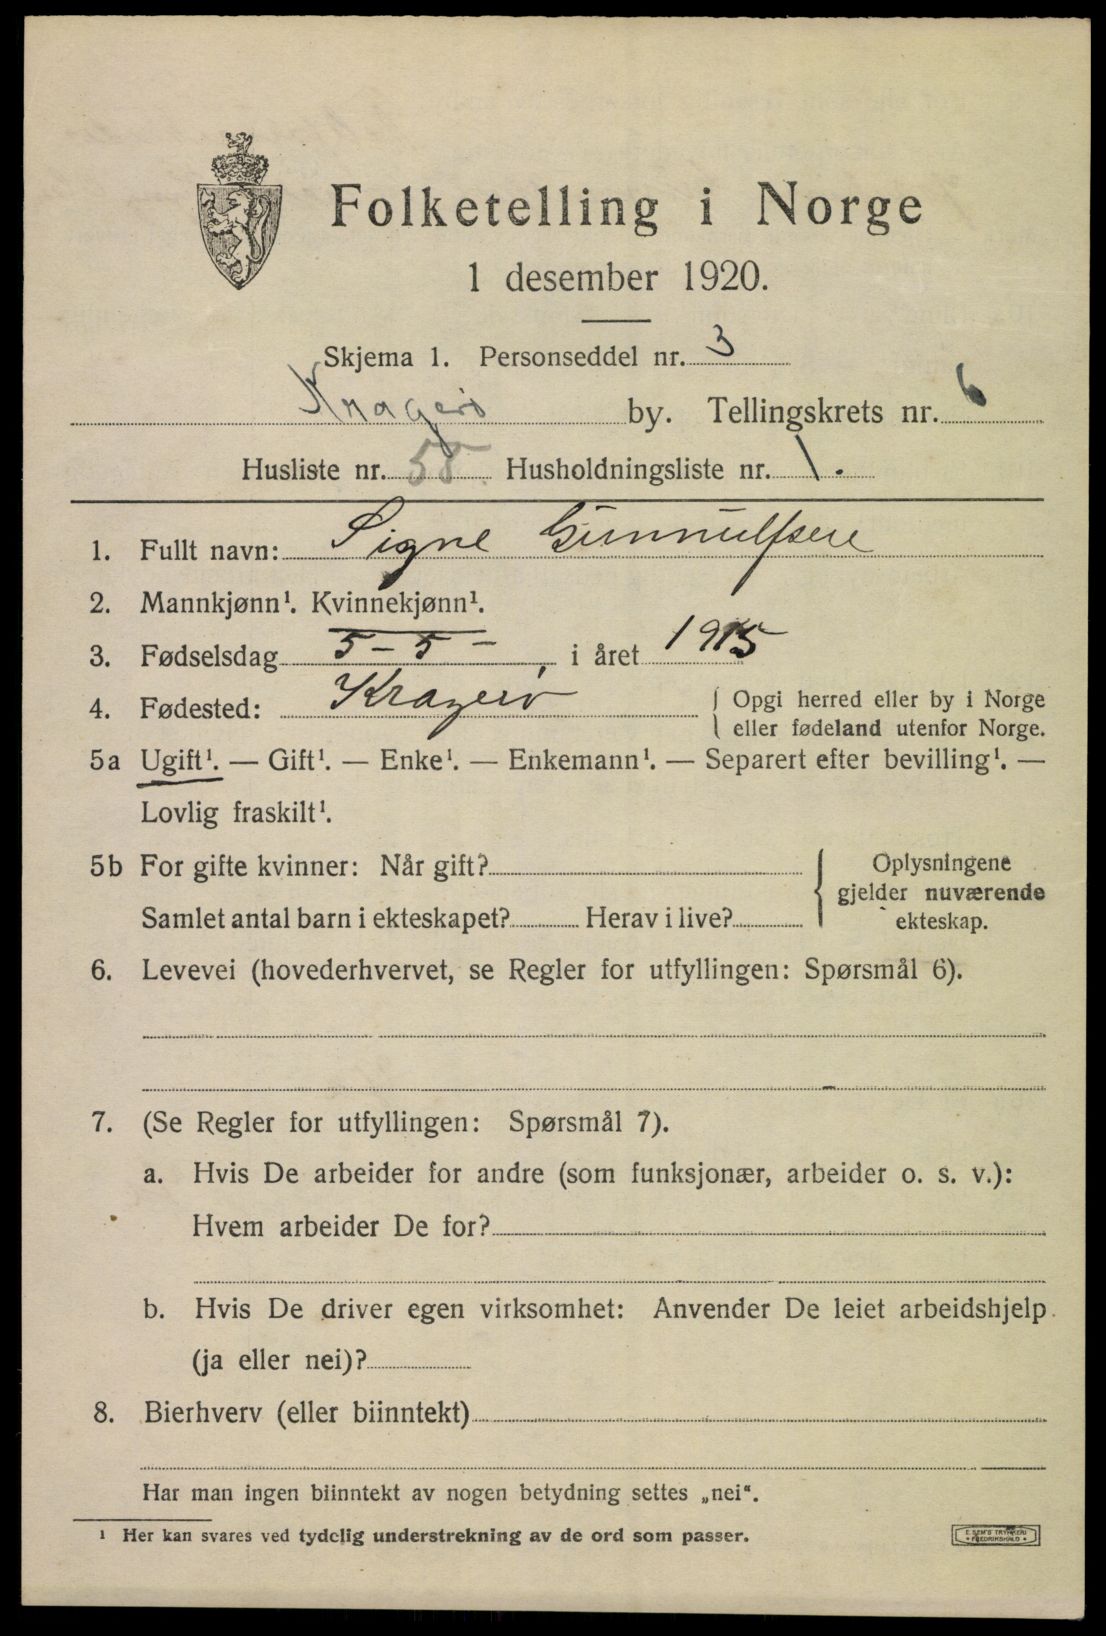 Folketelling i Norge
1 desember 1920.
Skjema 1. Personseddel nr. 3
Kragerö by. Tellingskrets nr. 6
Husliste nr. 58. Husholdningsliste nr. 1.
1. Fullt navn: Signe Gunnulfsen
2. Mannkjønn¹. Kvinnekjønn¹.
3. Fødselsdag 5-5- i året 1915
4. Fødested: Kragerö { Opgi herred eller by i Norge
eller fødeland utenfor Norge.
5a Ugift¹. — Gift¹. — Enke¹. — Enkemann¹. — Separert efter bevilling¹. —
Lovlig fraskilt¹.
5b For gifte kvinner: Når gift? { Oplysningene
gjelder nuværende
Samlet antal barn i ekteskapet? Herav i live? ekteskap.
6. Levevei (hovederhvervet, se Regler for utfyllingen: Spørsmål 6).
7. (Se Regler for utfyllingen: Spørsmål 7).
a. Hvis De arbeider for andre (som funksjonær, arbeider o. s. v.):
Hvem arbeider De for?
b. Hvis De driver egen virksomhet: Anvender De leiet arbeidshjelp
(ja eller nei)?
8. Bierhverv (eller biinntekt)
Har man ingen biinntekt av nogen betydning settes „nei“.
¹ Her kan svares ved tydelig understrekning av de ord som passer.
E. SEM'S TRYKKERI
* FREDRIKSHALD *